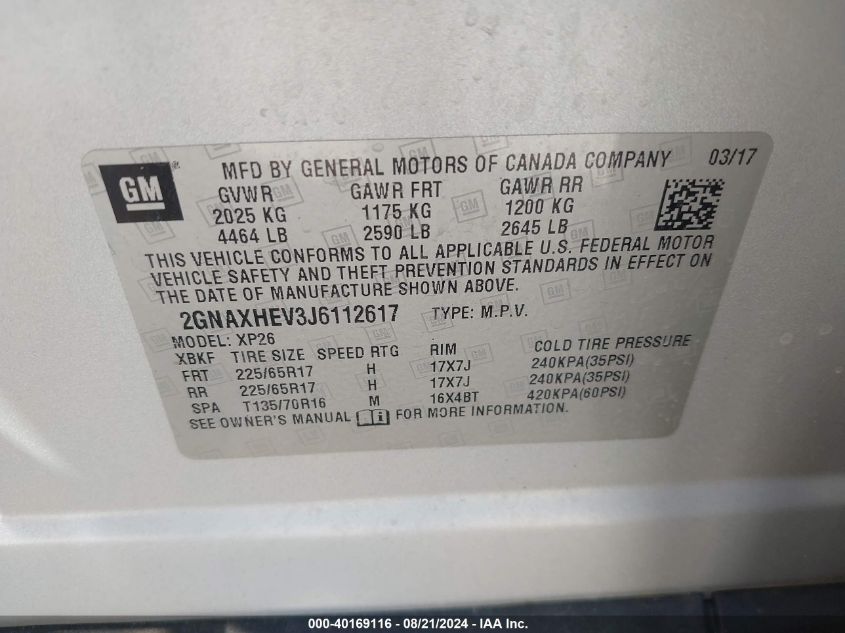 GM® MFD BY GENERAL MOTORS OF CANADA COMPANY 03/17
GVWR GAWR FRT GAWR RR
2025 KG 1175 KG 1200 KG
4464 LB 2590 LB 2645 LB
THIS VEHICLE CONFORMS TO ALL APPLICABLE U.S. FEDERAL MOTOR
VEHICLE SAFETY AND THEFT PREVENTION STANDARDS IN EFFECT ON
THE DATE OF MANUFACTURE SHOWN ABOVE.
2GNAXHEV3J6112617 TYPE: M.P.V.
MODEL: XP26
XBKF TIRE SIZE SPEED RTG RIM COLD TIRE PRESSURE
FRT 225/65R17 H 17X7J 240KPA(35PSI)
RR 225/65R17 H 17X7J 240KPA(35PSI)
SPA T135/70R16 M 16X4BT 420KPA(60PSI)
SEE OWNER'S MANUAL FOR MORE INFORMATION.
000-40169116 - 08/21/2024 - IAA Inc.